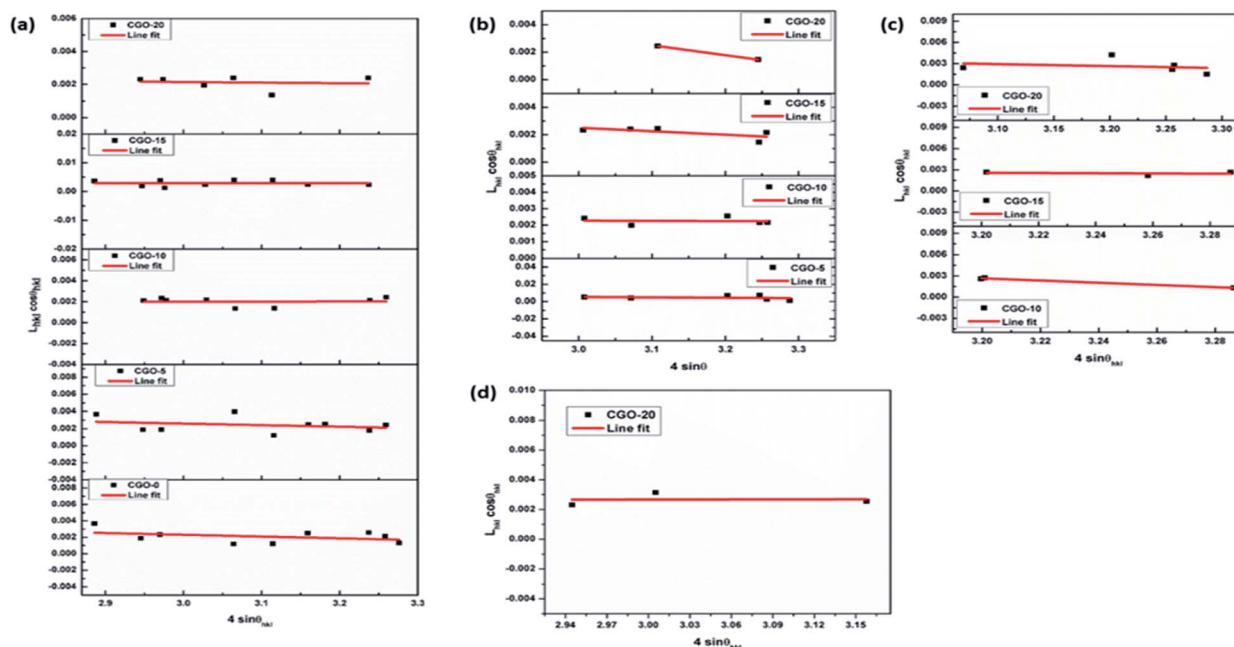 (a)
L_hkl cosθ_hkl
0.006
CGO-20
Line fit
0.004
0.002
0.000
0.02
CGO-15
Line fit
0.01
0.00
-0.01
-0.02
CGO-10
Line fit
0.006
0.004
0.002
0.000
-0.002
-0.004
CGO-5
Line fit
0.008
0.006
0.004
0.002
0.000
-0.002
-0.004
CGO-0
Line fit
0.008
0.006
0.004
0.002
0.000
-0.002
-0.004
2.9 3.0 3.1 3.2 3.3
4 sinθ_hkl
(b)
L_hkl cosθ_hkl
CGO-20
Line fit
0.004
0.002
0.000
CGO-15
Line fit
0.004
0.002
0.000
0.005
CGO-10
Line fit
0.003
0.002
0.001
0.000
CGO-5
Line fit
0.04
0.02
0.00
-0.02
-0.04
3.0 3.1 3.2 3.3
4 sinθ
(c)
L_hkl cosθ_hkl
0.009
0.006
0.003
0.000
-0.003
CGO-20
Line fit
3.10 3.15 3.20 3.25 3.30
0.009
0.006
0.003
0.000
-0.003
CGO-15
Line fit
3.20 3.22 3.24 3.26 3.28
0.009
0.006
0.003
0.000
-0.003
CGO-10
Line fit
3.20 3.22 3.24 3.26 3.28
4 sinθ_hkl
(d)
L_hkl cosθ_hkl
0.010
0.008
CGO-20
Line fit
0.006
0.004
0.002
0.000
-0.002
-0.004
2.94 2.97 3.00 3.03 3.06 3.09 3.12 3.15
4 sinθ_hkl